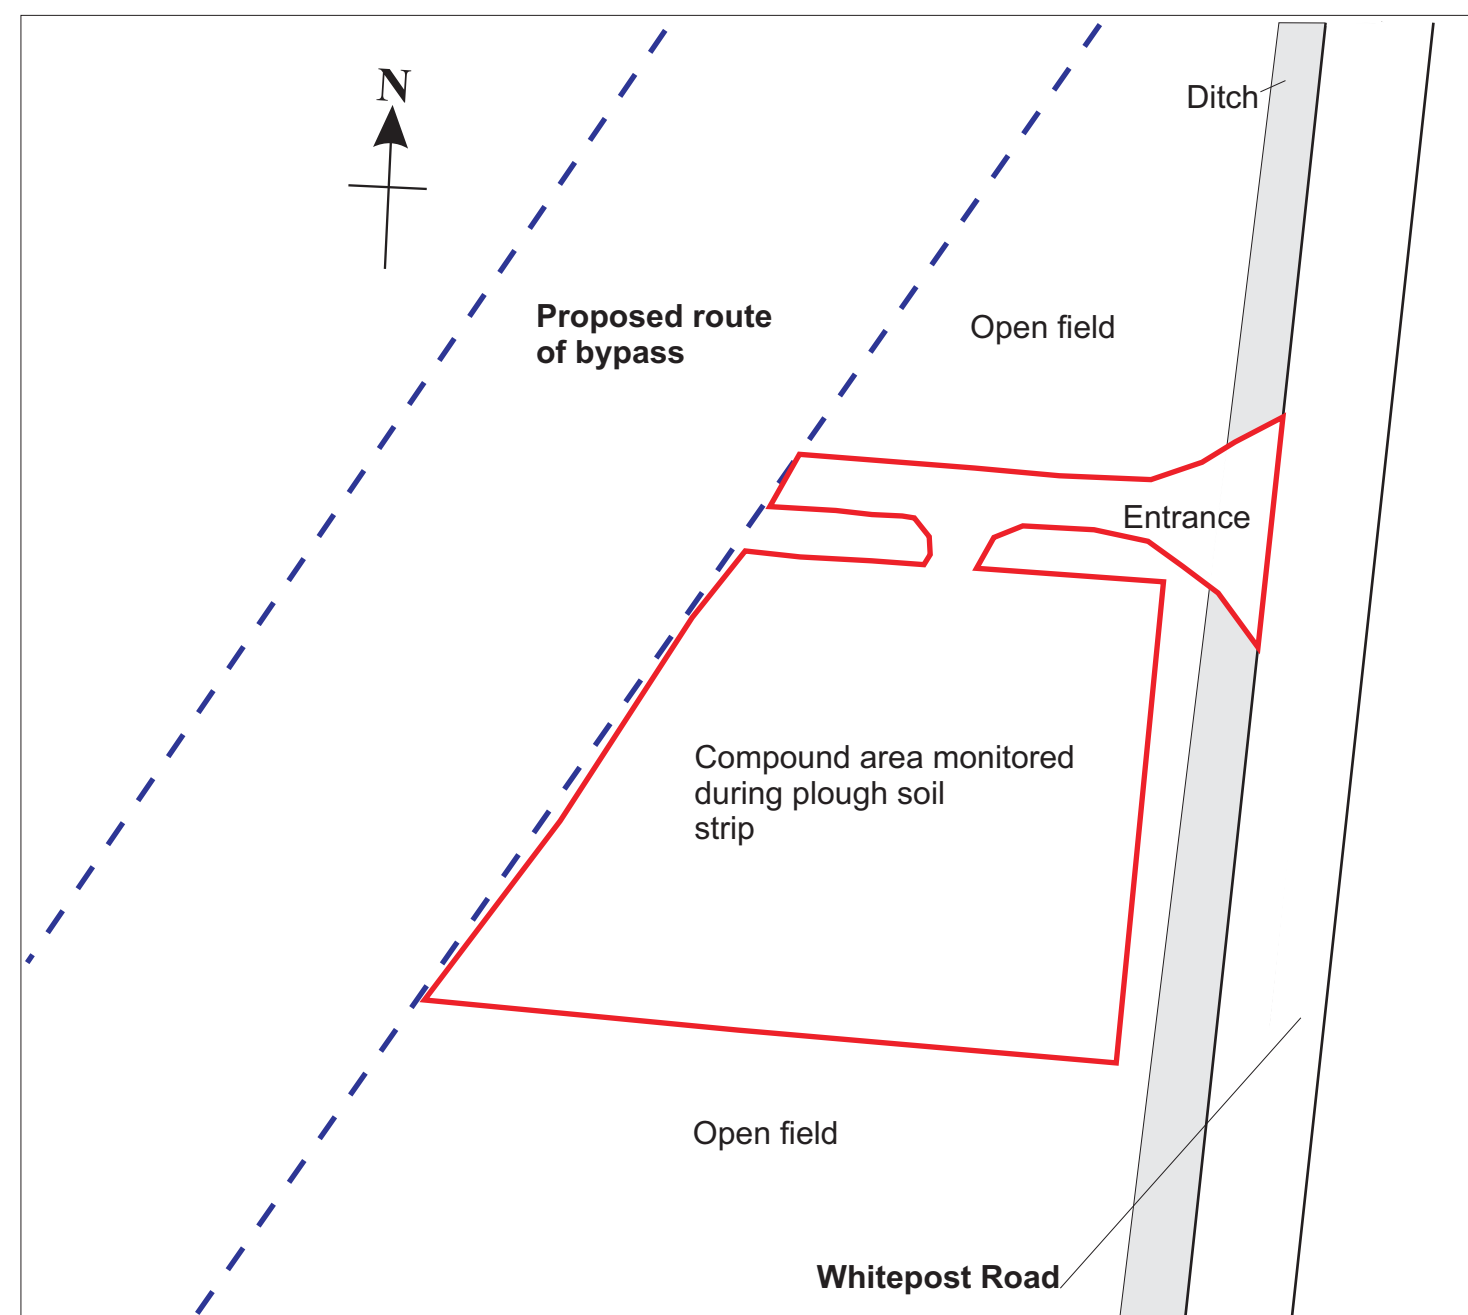 N
Ditch
Proposed route
of bypass
Open field
Entrance
Compound area monitored
during plough soil
strip
Open field
Whitepost Road